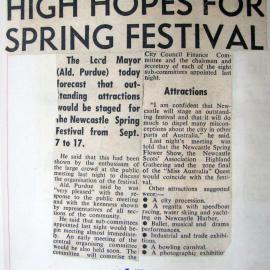 HIGH HOPES FOR
SPRING FESTIVAL
The Lord Mayor
(Ald. Purdue) today
forecast that out-
standing attractions
would be staged for
the Newcastle Spring
Festival from Sept.
7 to 17.
He said that this had been
shown by the enthusiasm of
the large crowd at the public
meeting last night to discuss
the organisation of the festival.
Ald. Purdue said he was
"very pleased" with the re-
sponse to the public meeting
and with the keenness shown
by representatives of all sec-
tions of the community.
He said that sub-committees
appointed last night would be-
gin meeting almost immediate-
ly. An early meeting of the
central organising committee
would be also held soon. The
committee will comprise the
City Council Finance Com-
mittee and the chairman and
secretary of each of the eight
sub-committees appointed last
night.
Attractions
"I am confident that New-
castle will stage an outstand-
ing festival and that it will do
much to dispel many miscon-
ceptions about the city in other
parts of Australia," he said.
Last night's meeting was
told that the Newcastle Spring
Flower Show, the Newcastle
Scots' Association Highland
Gathering and the zone final
of the "Miss Australia" Quest
would coincide with the festi-
val.
Other attractions suggested
were—
A city procession.
A regatta with speedboat
racing, water skiing and yacht-
ing on Newcastle Harbor.
Ballet, musical and drama
performances.
Industrial and trade exhibi-
tions.
A bowling carnival.
A photographic exhibition